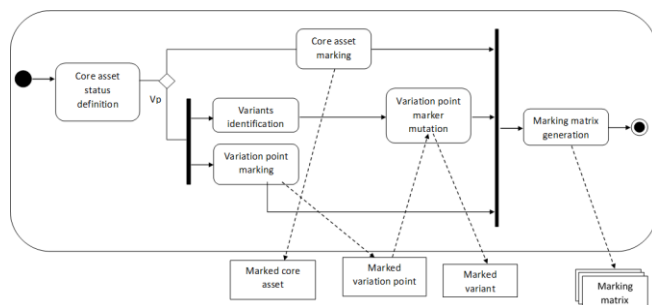 Core asset
marking
Core asset
status
definition
Vp
Variants
identification
Variation point
marker
mutation
Marking matrix
generation
Variation point
marking
Marked core
asset
Marked
variation point
Marked
variant
Marking
matrix